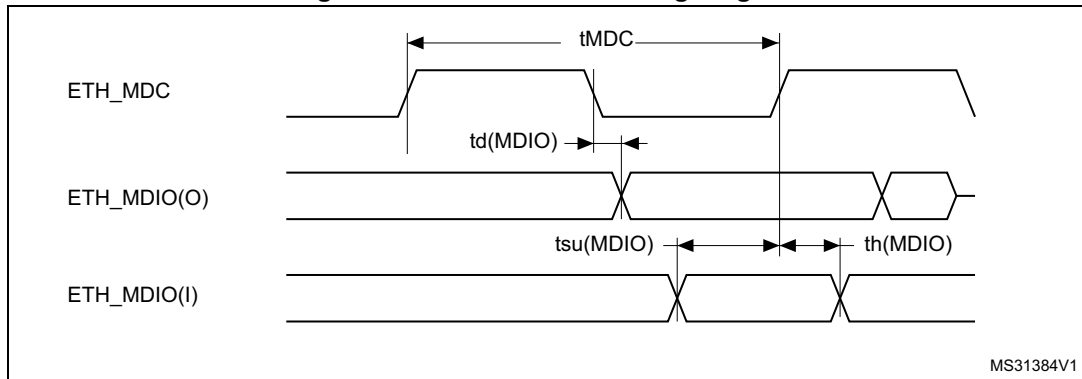 tMDC
ETH_MDC
td(MDIO)
ETH_MDIO(O)
tsu(MDIO)
th(MDIO)
ETH_MDIO(I)
MS31384V1